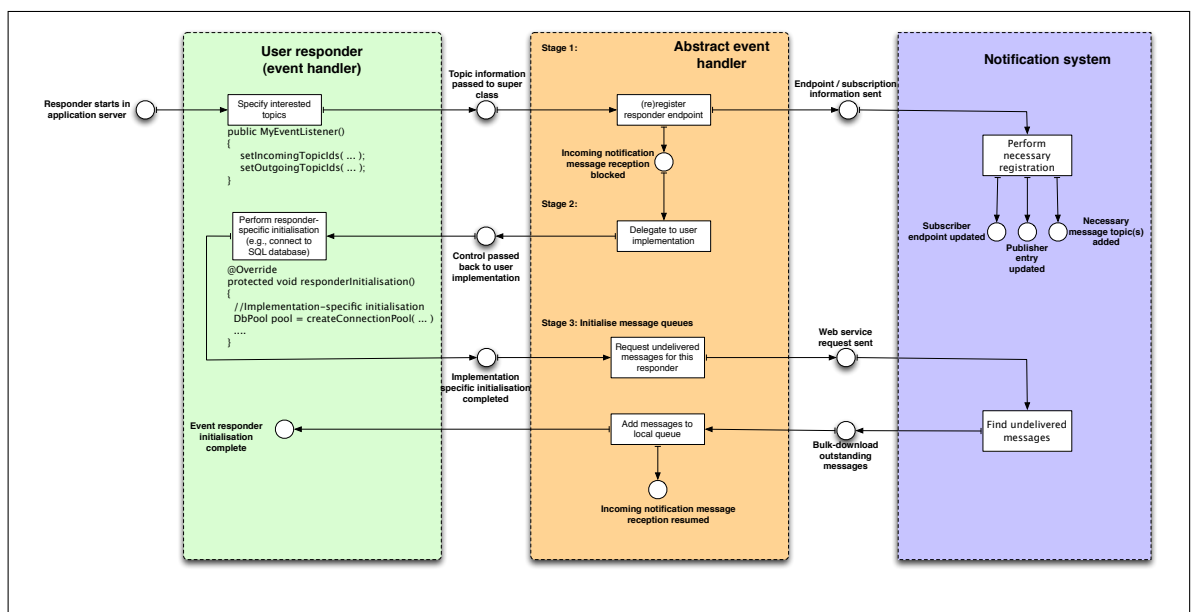 User responder
(event handler)
Stage 1:
Abstract event
handler
Notification system
Responder starts in
application server
Specify interested
topics
Topic information
passed to super
class
(re)register
responder endpoint
Endpoint / subscription
information sent
public MyEventListener()
{
setIncomingTopicIds( ... );
setOutgoingTopicIds( ... );
}
Incoming notification
message reception
blocked
Perform
necessary
registration
Stage 2:
Perform responder-
specific initialisation
(e.g., connect to
SQL database)
Control passed
back to user
implementation
Delegate to user
implementation
Subscriber
endpoint updated
Publisher
entry
updated
Necessary
message topic(s)
added
@Override
protected void responderInitialisation()
{
//Implementation-specific initialisation
DbPool pool = createConnectionPool( ... )
....
}
Stage 3: Initialise message queues
Implementation
specific initialisation
completed
Request undelivered
messages for this
responder
Web service
request sent
Event responder
initialisation
complete
Add messages to
local queue
Bulk-download
outstanding
messages
Find undelivered
messages
Incoming notification message
reception resumed